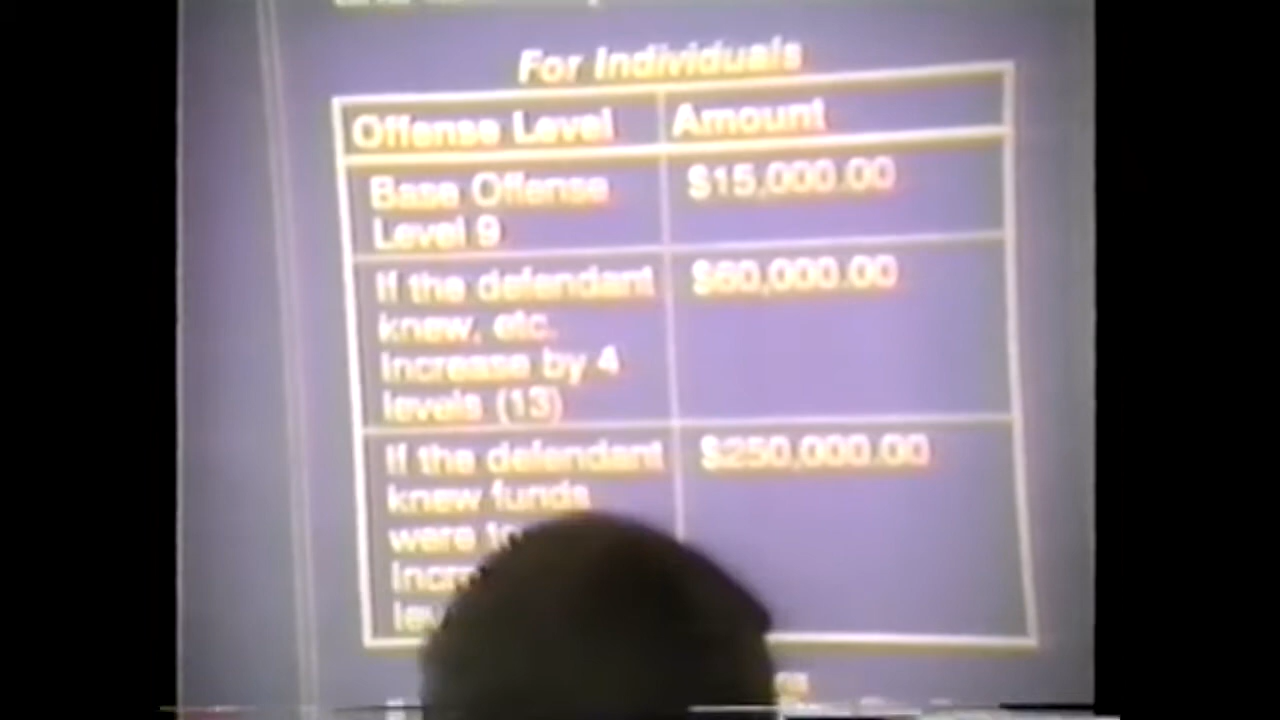 For Individuals
Offense Level
Amount
Base Offense
Level 9
$15,000.00
If the defendant
knew, etc.
Increase by 4
levels (13)
$60,000.00
If the defendant
knew funds
were
$250,000.00